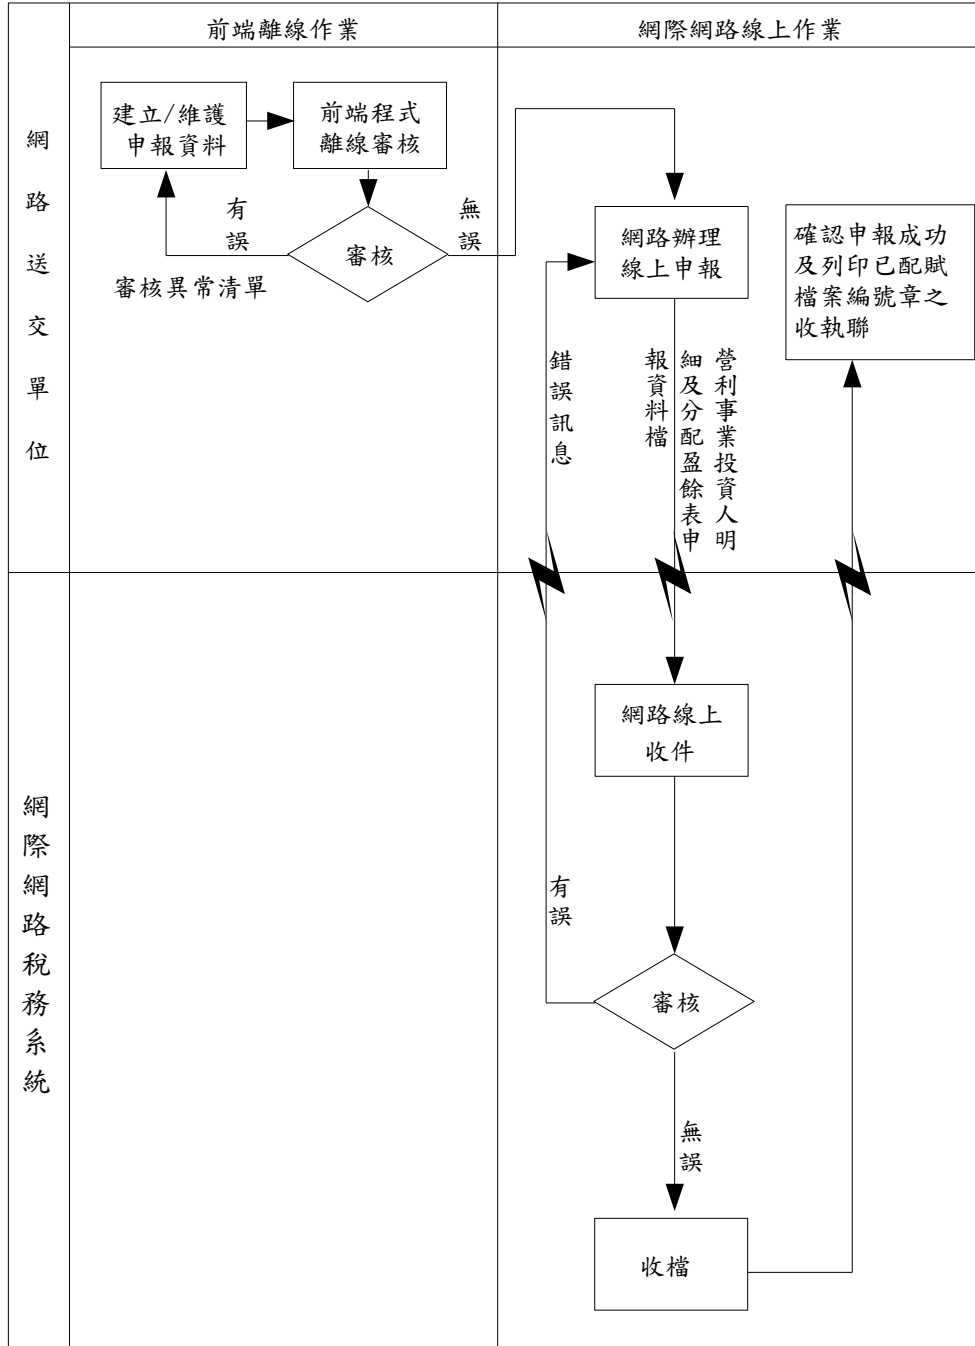 前端離線作業
網際網路線上作業
網路送交單位
建立/維護
申報資料
前端程式
離線審核
有誤
審核異常清單
審核
無誤
網路辦理
線上申報
確認申報成功
及列印已配賦
檔案編號章之
收執聯
錯誤訊息
營利事業投資人明
細及分配盈餘表申
報資料檔
網際網路稅務系統
網路線上
收件
有誤
審核
無誤
收檔